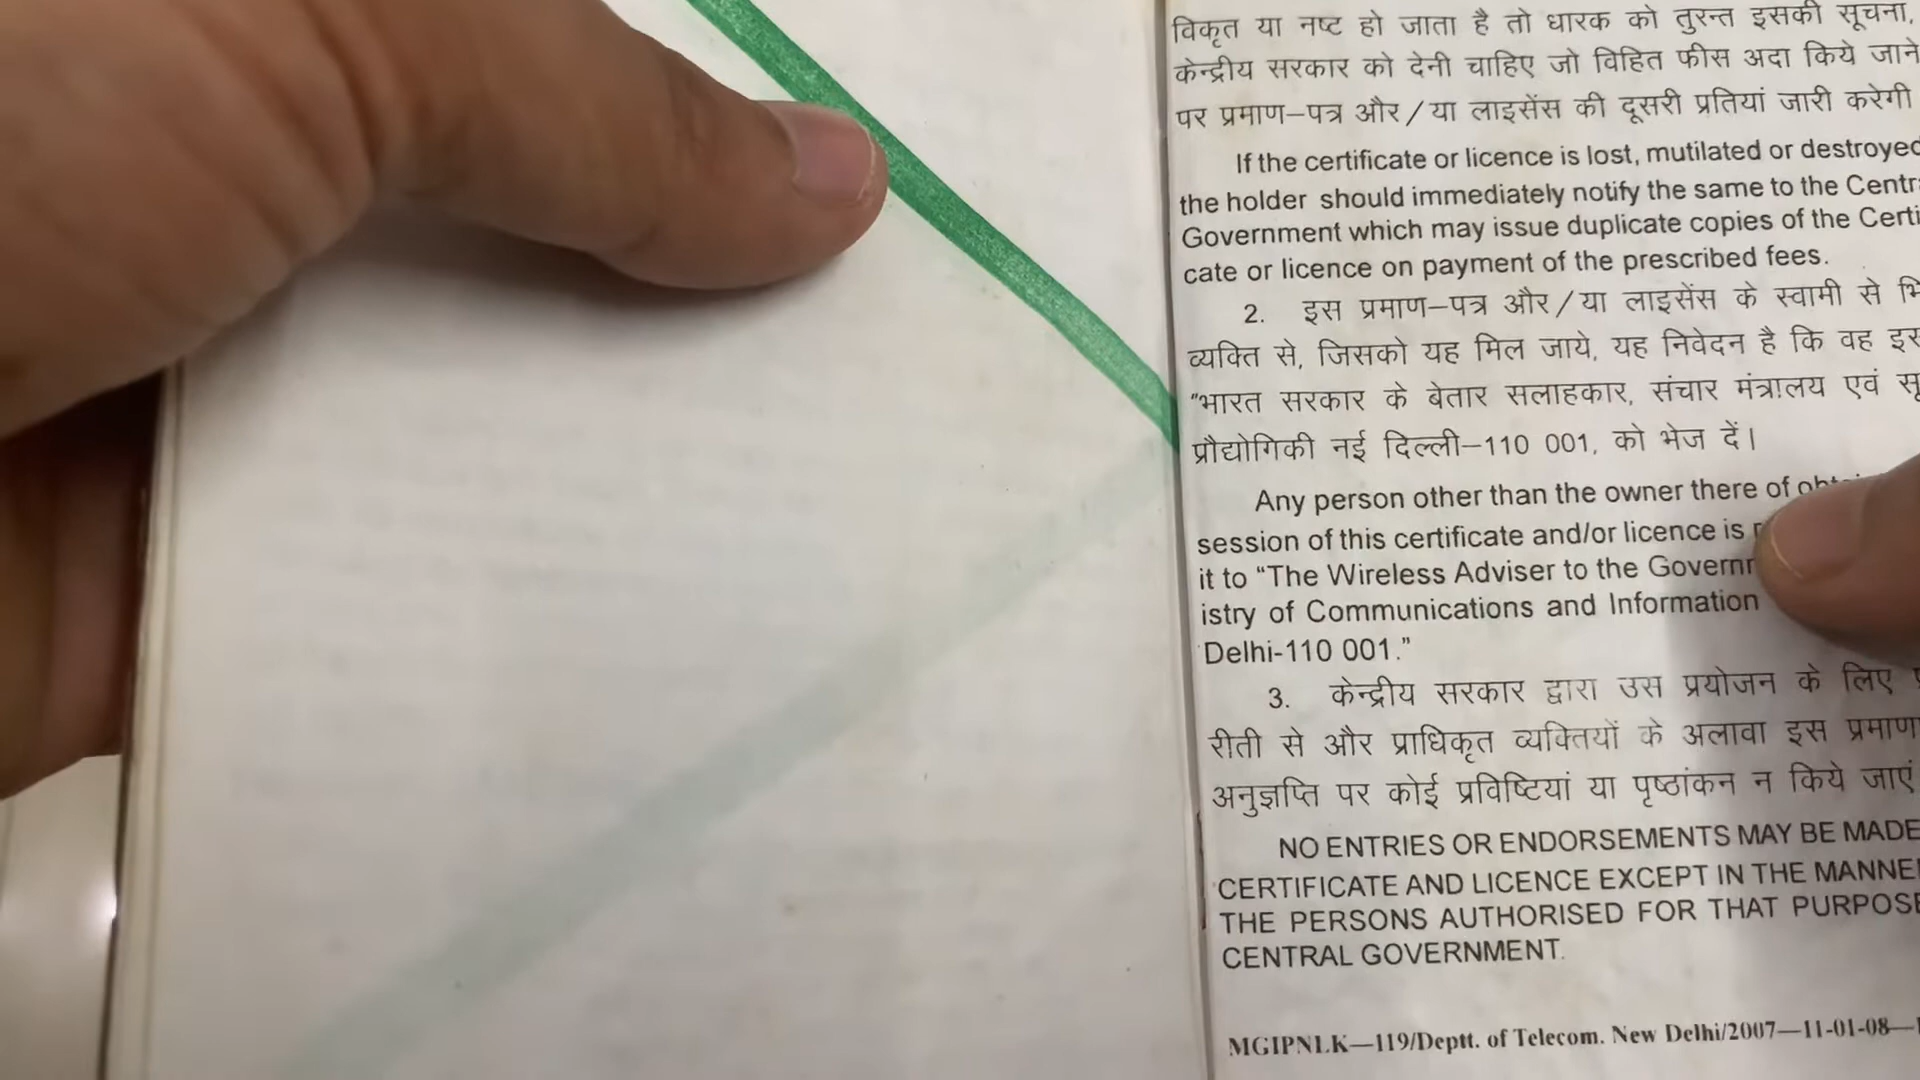 विकृत या नष्ट हो जाता है तो धारक को तुरन्त इसकी सूचना,
केन्द्रीय सरकार को देनी चाहिए जो विहित फीस अदा किये जाने
पर प्रमाण–पत्र और/या लाइसेंस की दूसरी प्रतियां जारी करेगी
If the certificate or licence is lost, mutilated or destroyed
the holder should immediately notify the same to the Centr
Government which may issue duplicate copies of the Certi
cate or licence on payment of the prescribed fees.
2. इस प्रमाण–पत्र और/या लाइसेंस के स्वामी से भि
व्यक्ति से, जिसको यह मिल जाये, यह निवेदन है कि वह इस
"भारत सरकार के बेतार सलाहकार, संचार मंत्रालय एवं सू
प्रौद्योगिकी नई दिल्ली–110 001, को भेज दें।
Any person other than the owner there of
session of this certificate and/or licence is
it to “The Wireless Adviser to the Governm
istry of Communications and Information
Delhi-110 001.”
3. केन्द्रीय सरकार द्वारा उस प्रयोजन के लिए
रीती से और प्राधिकृत व्यक्तियों के अलावा इस प्रमाण
अनुज्ञप्ति पर कोई प्रविष्टियां या पृष्ठांकन न किये जाएं
NO ENTRIES OR ENDORSEMENTS MAY BE MADE
CERTIFICATE AND LICENCE EXCEPT IN THE MANNE
THE PERSONS AUTHORISED FOR THAT PURPOSE
CENTRAL GOVERNMENT.
MGIPNLK—119/Deptt. of Telecom. New Delhi/2007—11-01-08—